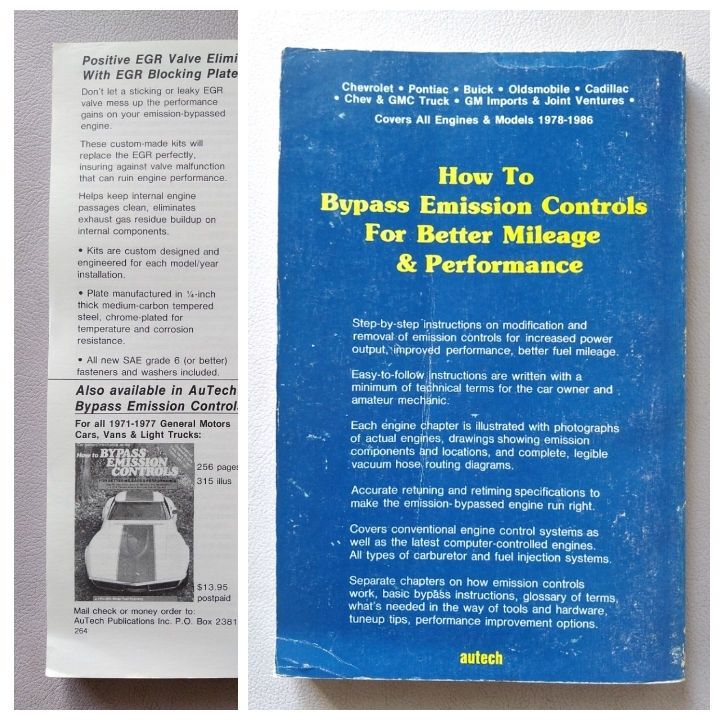 Positive EGR Valve Elimi
With EGR Blocking Plate
Don't let a sticking or leaky EGR
valve mess up the performance
gains on your emission-bypassed
engine.
These custom-made kits will
replace the EGR perfectly,
insuring against valve malfunction
that can ruin engine performance.
Helps keep internal engine
passages clean, eliminates
exhaust gas residue buildup on
internal components.
• Kits are custom designed and
engineered for each model/year
installation.
• Plate manufactured in ¼-inch
thick medium-carbon tempered
steel, chrome-plated for
temperature and corrosion
resistance.
• All new SAE grade 6 (or better)
fasteners and washers included.
Also available in AuTech
Bypass Emission Control
For all 1971-1977 General Motors
Cars, Vans & Light Trucks:
How to BYPASS
EMISSION
CONTROLS
FOR BETTER MILEAGE & PERFORMANCE
256 pages
315 illus
$13.95
postpaid
Mail check or money order to:
AuTech Publications Inc. P.O. Box 2381
264
Chevrolet • Pontiac • Buick • Oldsmobile • Cadillac
• Chev & GMC Truck • GM Imports & Joint Ventures •
Covers All Engines & Models 1978-1986
How To
Bypass Emission Controls
For Better Mileage
& Performance
Step-by-step instructions on modification and
removal of emission controls for increased power
output, improved performance, better fuel mileage.
Easy-to-follow instructions are written with a
minimum of technical terms for the car owner and
amateur mechanic.
Each engine chapter is illustrated with photographs
of actual engines, drawings showing emission
components and locations, and complete, legible
vacuum hose routing diagrams.
Accurate retuning and retiming specifications to
make the emission-bypassed engine run right.
Covers conventional engine control systems as
well as the latest computer-controlled engines.
All types of carburetor and fuel injection systems.
Separate chapters on how emission controls
work, basic bypass instructions, glossary of terms,
what's needed in the way of tools and hardware,
tuneup tips, performance improvement options.
autech